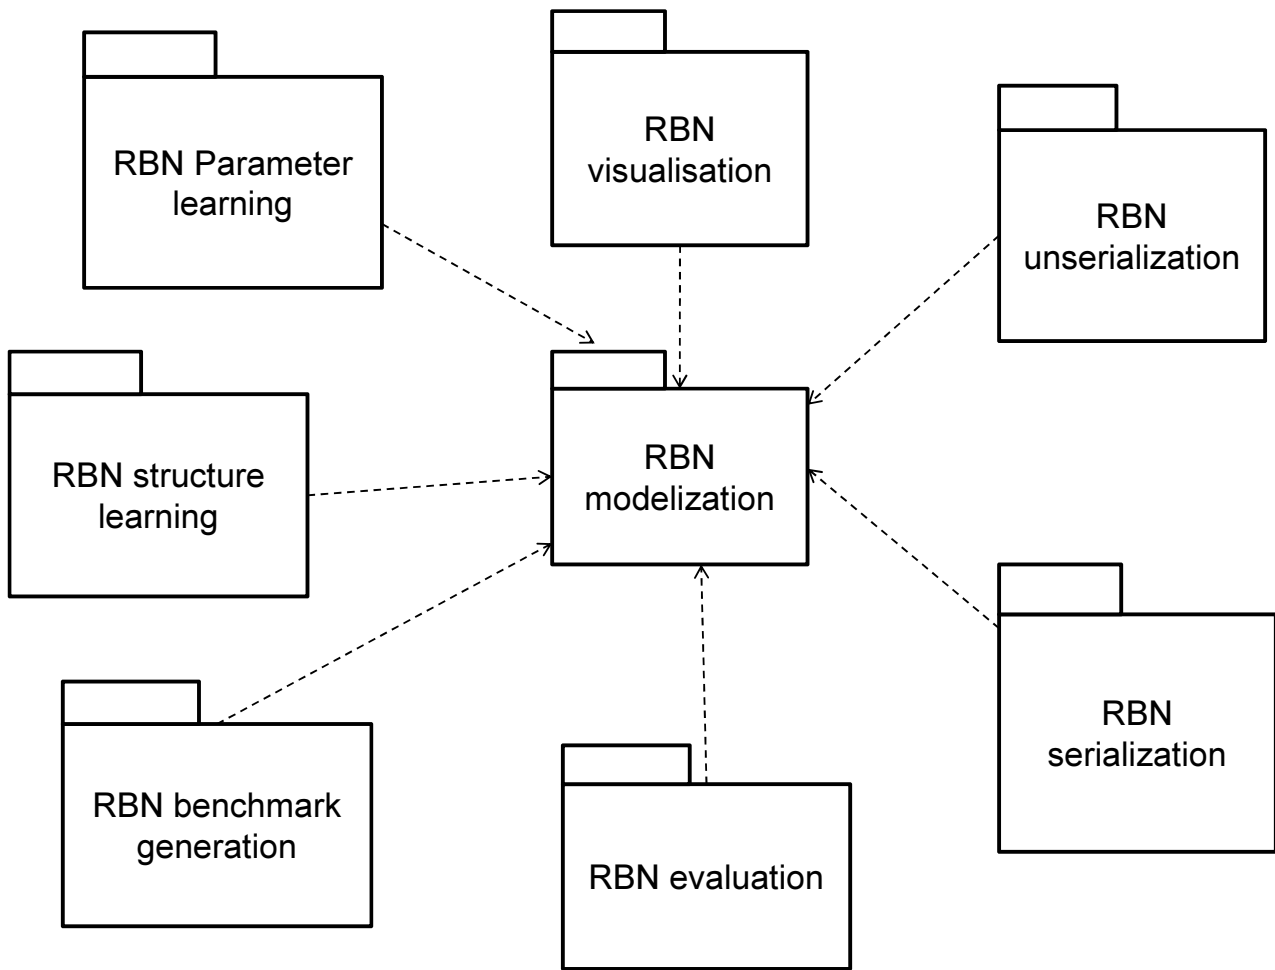 RBN Parameter
learning
RBN
visualisation
RBN
unserialization
RBN structure
learning
RBN
modelization
RBN benchmark
generation
RBN evaluation
RBN
serialization